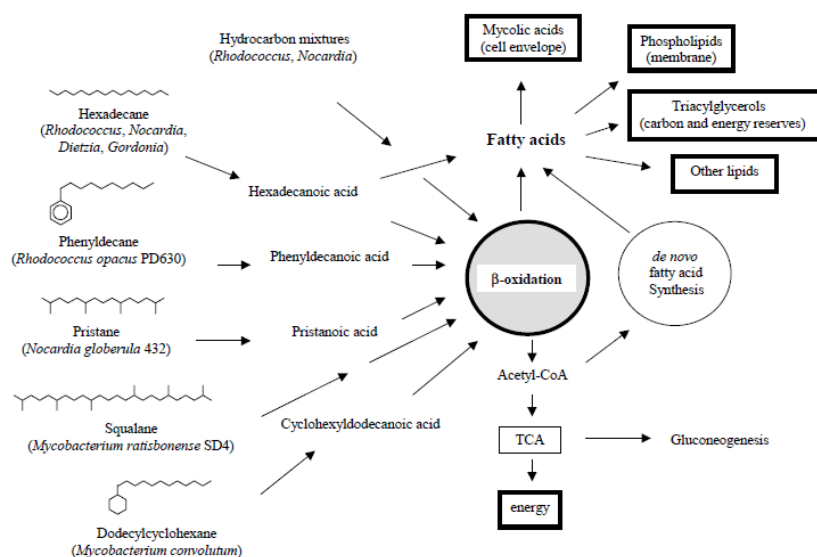 Hydrocarbon mixtures
(Rhodococcus, Nocardia)
Mycolic acids
(cell envelope)
Phospholipids
(membrane)
Hexadecane
(Rhodococcus, Nocardia,
Dietzia, Gordonia)
Triacylglycerols
(carbon and energy reserves)
Fatty acids
Other lipids
Hexadecanoic acid
Phenyldecane
(Rhodococcus opacus PD630)
Phenyldecanoic acid
β-oxidation
de novo
fatty acid
Synthesis
Pristane
(Nocardia globerula 432)
Pristanoic acid
Acetyl-CoA
Squalane
(Mycobacterium ratisbonense SD4)
Cyclohexyldodecanoic acid
TCA
Gluconeogenesis
energy
Dodecylcyclohexane
(Mycobacterium convolutum)